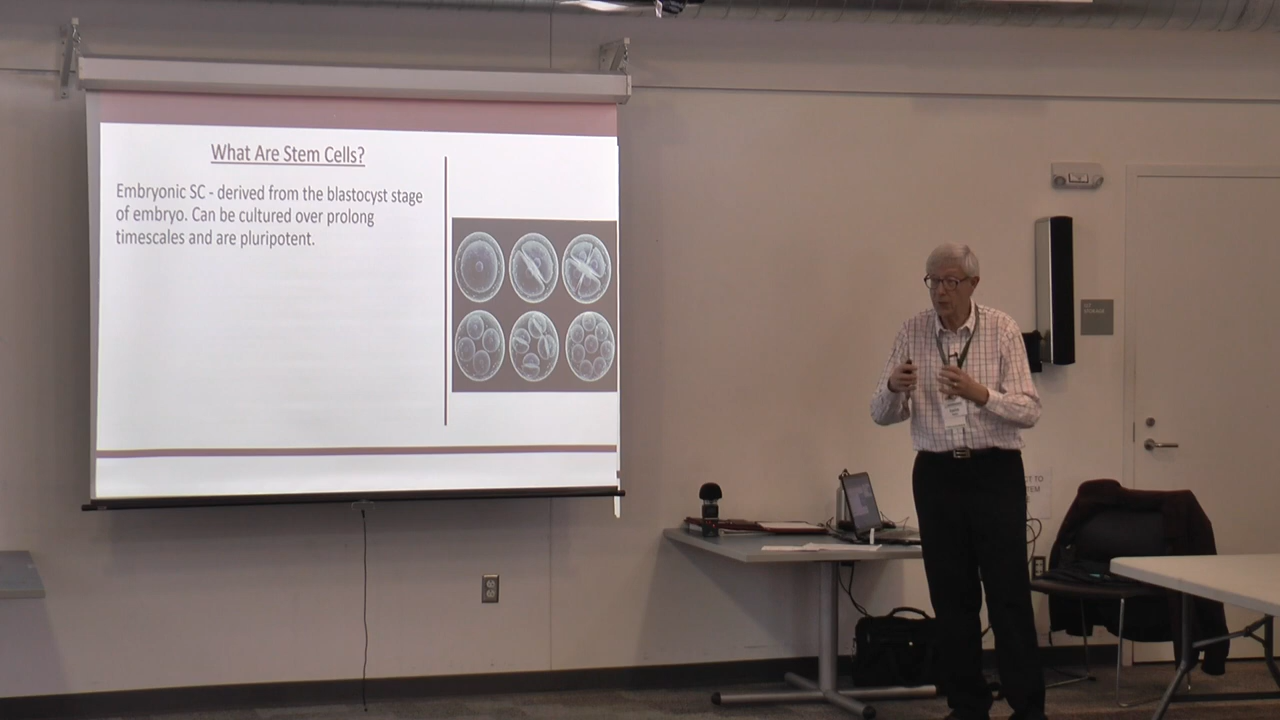 What Are Stem Cells?
Embryonic SC - derived from the blastocyst stage
of embryo. Can be cultured over prolong
timescales and are pluripotent.
STORAGE